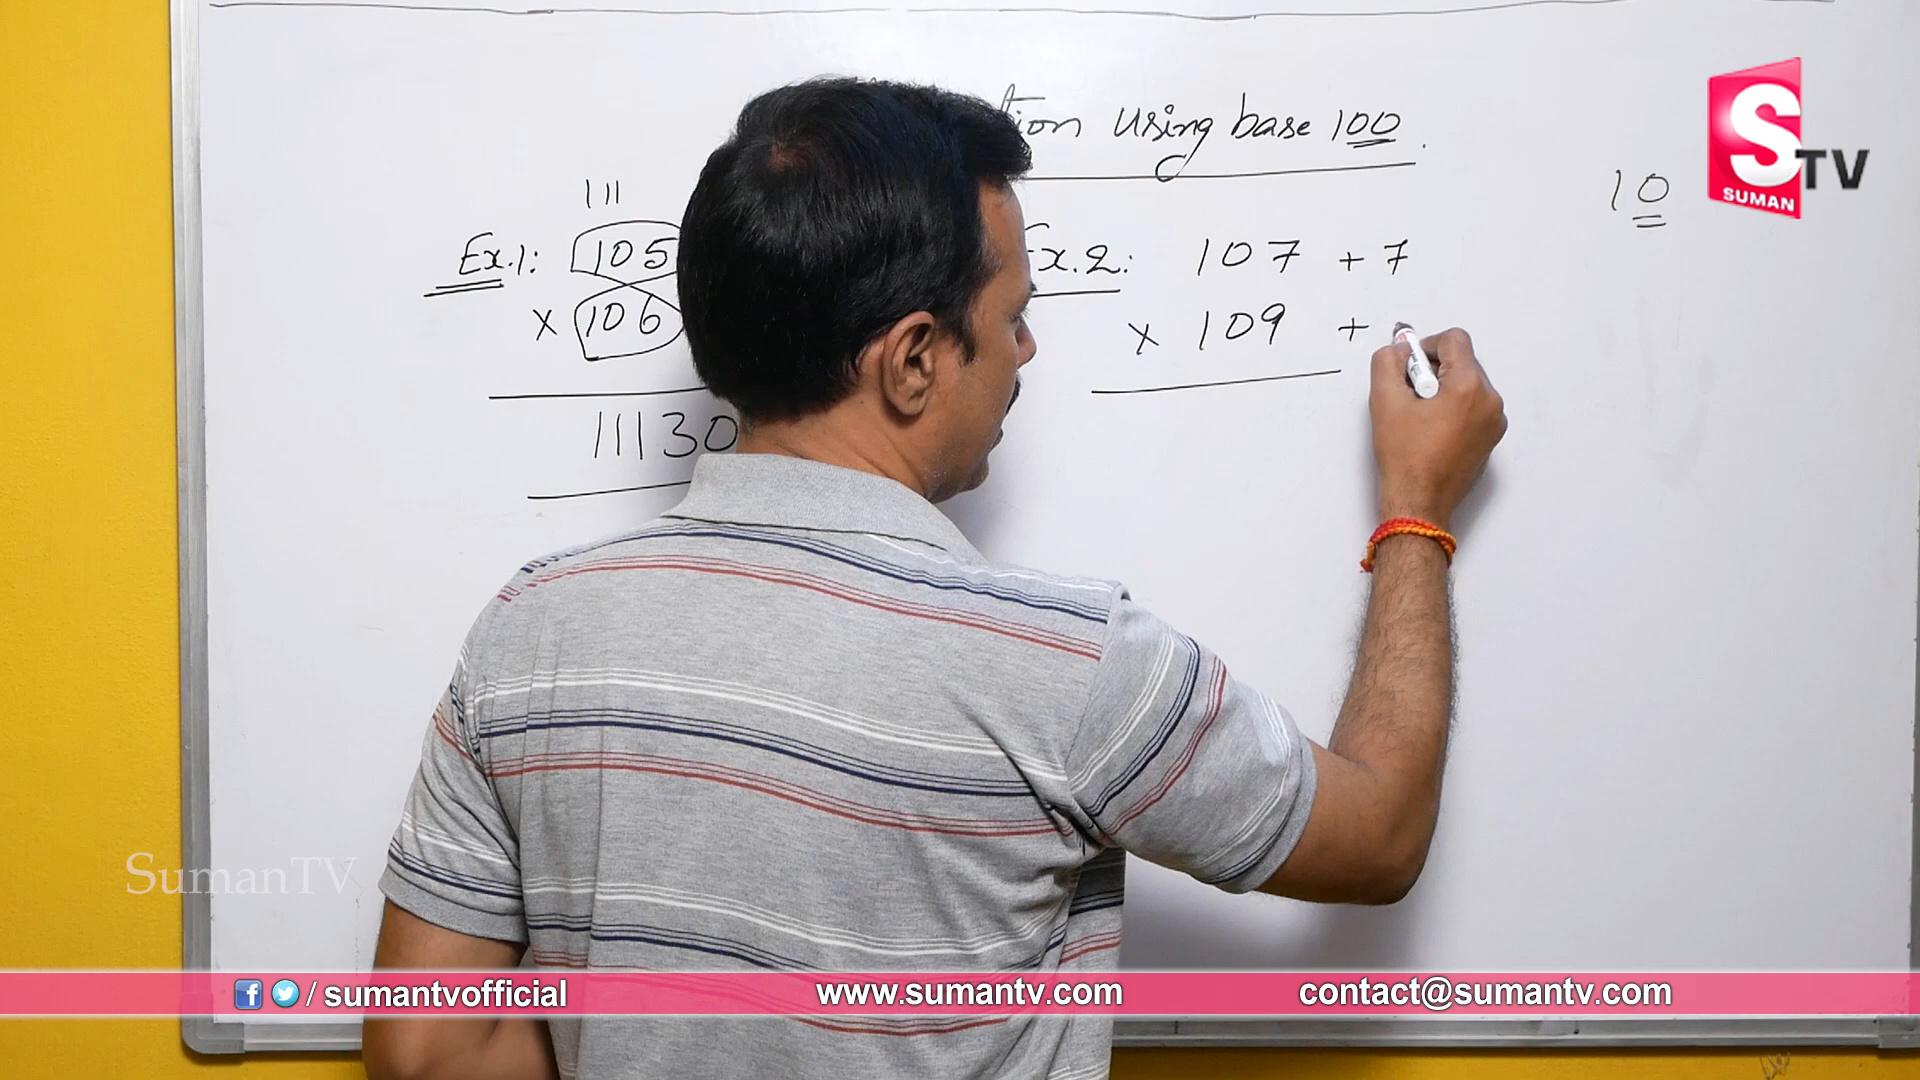 tion using base 100.
10
S TV
SUMAN
111
Ex.1: 105
x 106
11130
Ex.2: 107 +7
x 109 +
SumanTV
/ sumantvofficial
www.sumantv.com
contact@sumantv.com